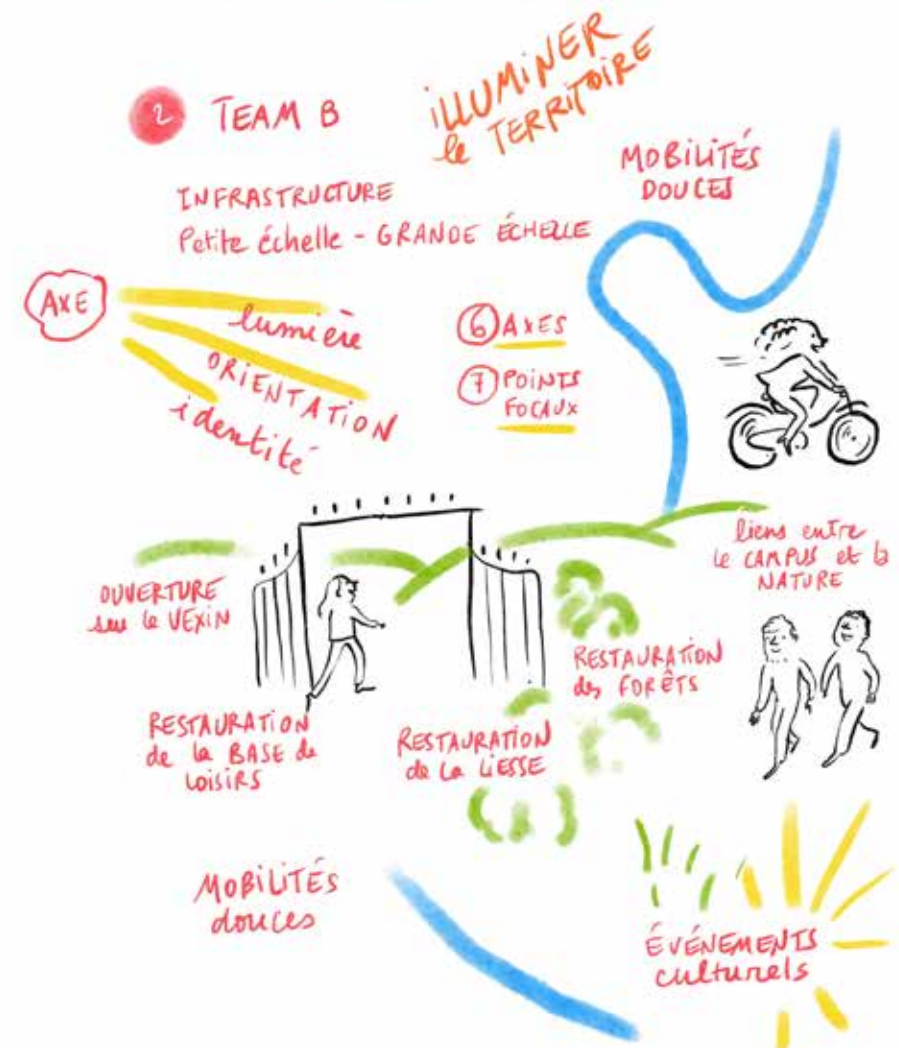 2 TEAM B
iLLUMiNER
le TERRiTOiRE
INFRASTRUCTURE
Petite échelle - GRANDE ÉCHELLE
MOBiLiTÉS
DOUCES
AXE
lumière
ORiENTATiON
identité
6 AXES
7 POiNTS
FOCAUX
liens entre
le CAMPUS et la
NATURE
OUVERTURE
sur le VEXiN
RESTAURATiON
de la BASE de
LOiSiRS
RESTAURATiON
de la LiESSE
RESTAURATiON
des FORÊTS
MOBiLiTÉS
douces
ÉVÉNEMENTS
culturels